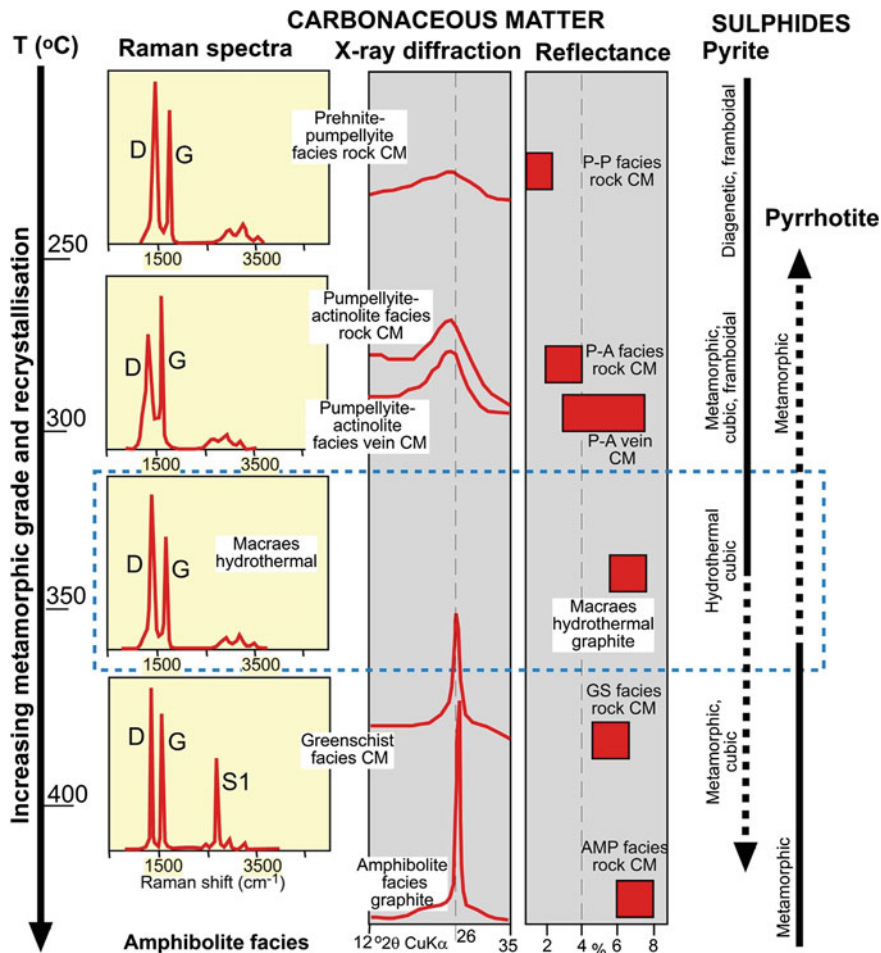 CARBONACEOUS MATTER
SULPHIDES
T (oC)
Raman spectra
X-ray diffraction
Reflectance
Pyrite
Pyrrhotite
Increasing metamorphic grade and recrystallisation
250
300
350
400
D
G
1500
3500
Prehnite-
pumpellyite
facies rock CM
P-P facies
rock CM
Diagenetic, framboidal
D
G
1500
3500
Pumpellyite-
actinolite facies
rock CM
Pumpellyite-
actinolite
facies vein CM
P-A facies
rock CM
P-A vein
CM
Metamorphic,
cubic, framboidal
Metamorphic
D
G
Macraes
hydrothermal
1500
3500
Macraes
hydrothermal
graphite
Hydrothermal
cubic
D
G
S1
1500
3500
Raman shift (cm-1)
Greenschist
facies CM
GS facies
rock CM
Metamorphic,
cubic
Amphibolite
facies
graphite
AMP facies
rock CM
Metamorphic
Amphibolite facies
12 º2θ CuKα
26
35
2
4
%
6
8